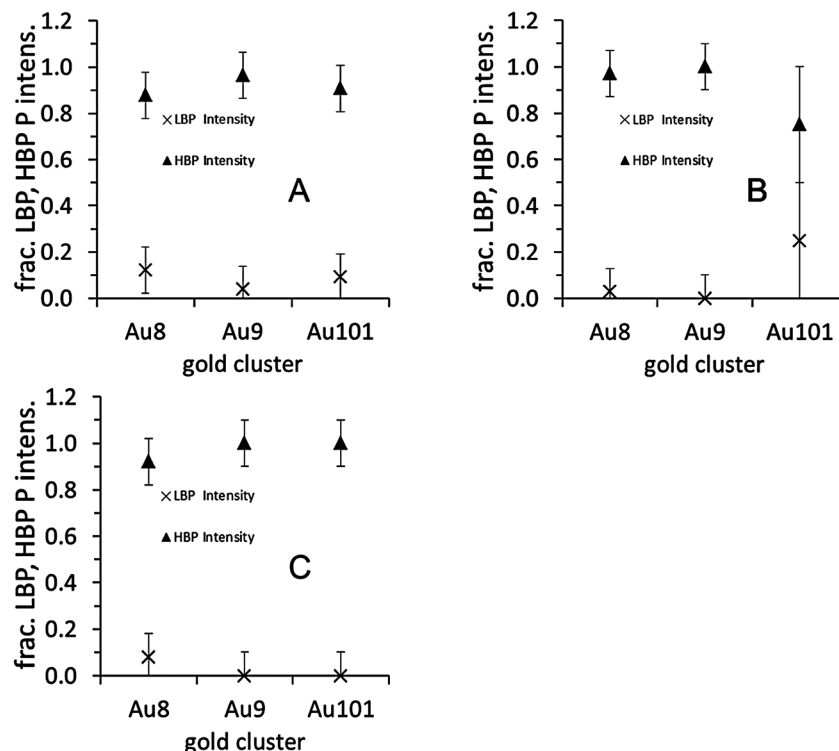 frac. LBP, HBP P intens.
1.2
1.0
0.8
0.6
0.4
0.2
0.0
× LBP Intensity
▲ HBP Intensity
A
Au8 Au9 Au101
gold cluster
frac. LBP, HBP P intens.
1.2
1.0
0.8
0.6
0.4
0.2
0.0
× LBP Intensity
▲ HBP Intensity
B
Au8 Au9 Au101
gold cluster
frac. LBP, HBP P intens.
1.2
1.0
0.8
0.6
0.4
0.2
0.0
× LBP Intensity
▲ HBP Intensity
C
Au8 Au9 Au101
gold cluster